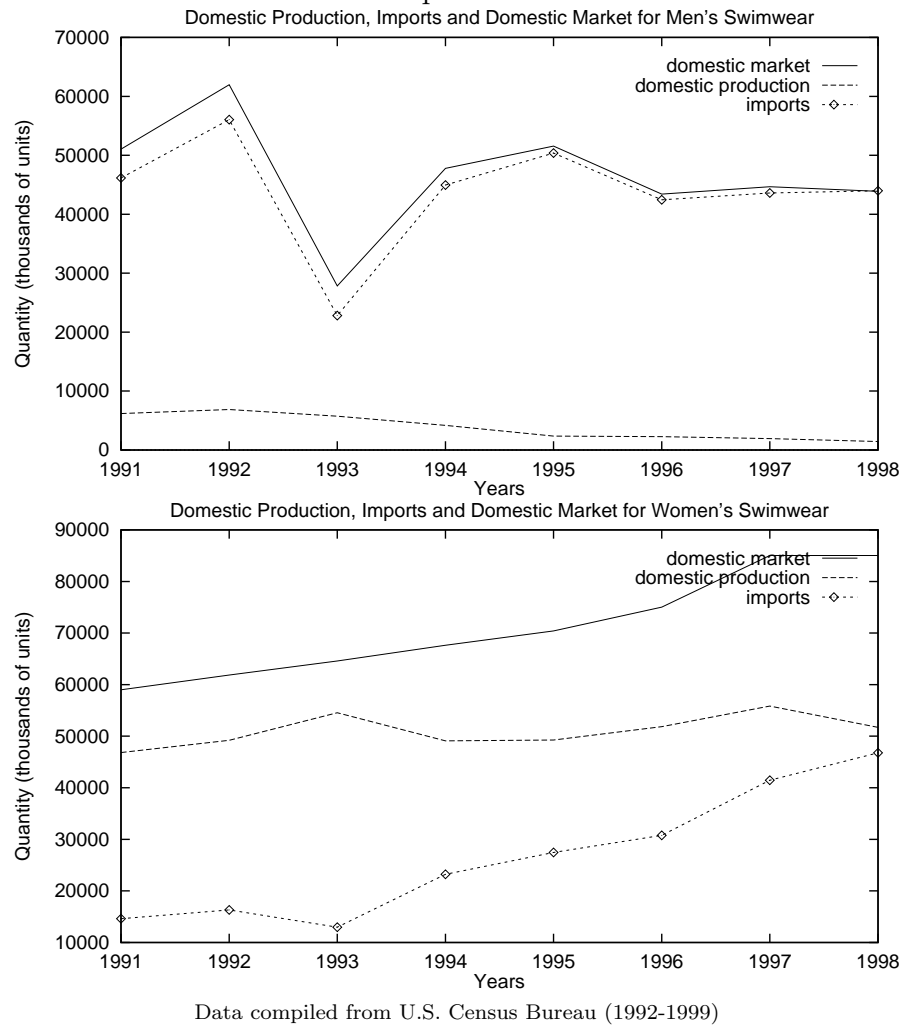 Domestic Production, Imports and Domestic Market for Men's Swimwear
70000
60000
50000
40000
30000
20000
10000
0
Quantity (thousands of units)
domestic market
domestic production
imports
1991 1992 1993 1994 1995 1996 1997 1998
Years
Domestic Production, Imports and Domestic Market for Women's Swimwear
90000
80000
70000
60000
50000
40000
30000
20000
10000
Quantity (thousands of units)
domestic market
domestic production
imports
1991 1992 1993 1994 1995 1996 1997 1998
Years
Data compiled from U.S. Census Bureau (1992-1999)